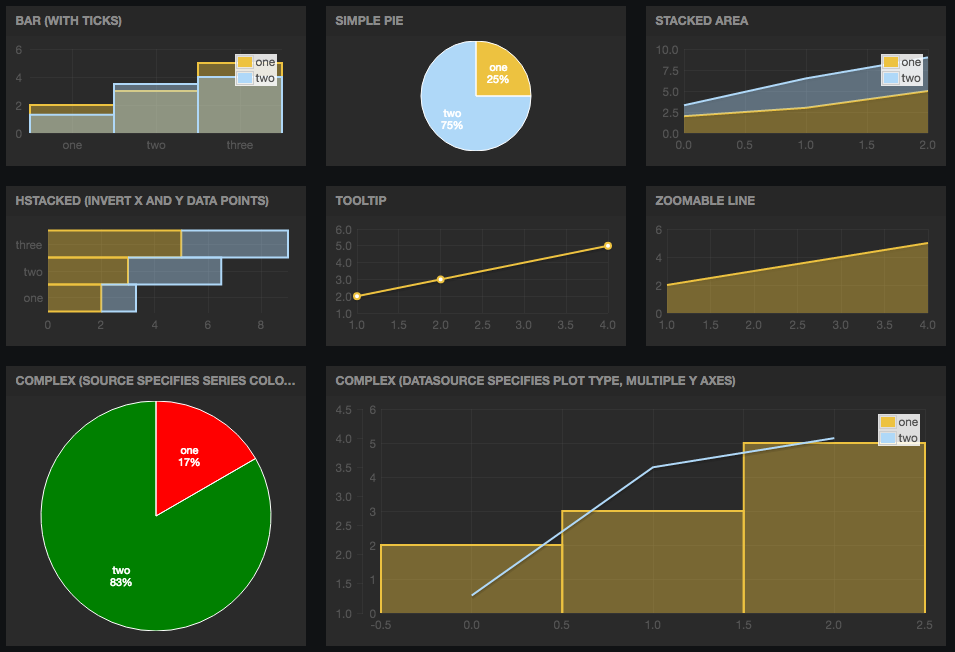 BAR (WITH TICKS)
6
4
2
0
one
two
three
one
two
SIMPLE PIE
one
25%
two
75%
STACKED AREA
10.0
7.5
5.0
2.5
0.0
0.0 0.5 1.0 1.5 2.0
one
two
HSTACKED (INVERT X AND Y DATA POINTS)
three
two
one
0 2 4 6 8
TOOLTIP
6.0
5.0
4.0
3.0
2.0
1.0
1.0 1.5 2.0 2.5 3.0 3.5 4.0
ZOOMABLE LINE
6
4
2
0
1.0 1.5 2.0 2.5 3.0 3.5 4.0
COMPLEX (SOURCE SPECIFIES SERIES COLO...
one
17%
two
83%
COMPLEX (DATASOURCE SPECIFIES PLOT TYPE, MULTIPLE Y AXES)
4.5
4.0
3.5
3.0
2.5
2.0
1.5
1.0
6
5
4
3
2
1
0
-0.5 0.0 0.5 1.0 1.5 2.0 2.5
one
two